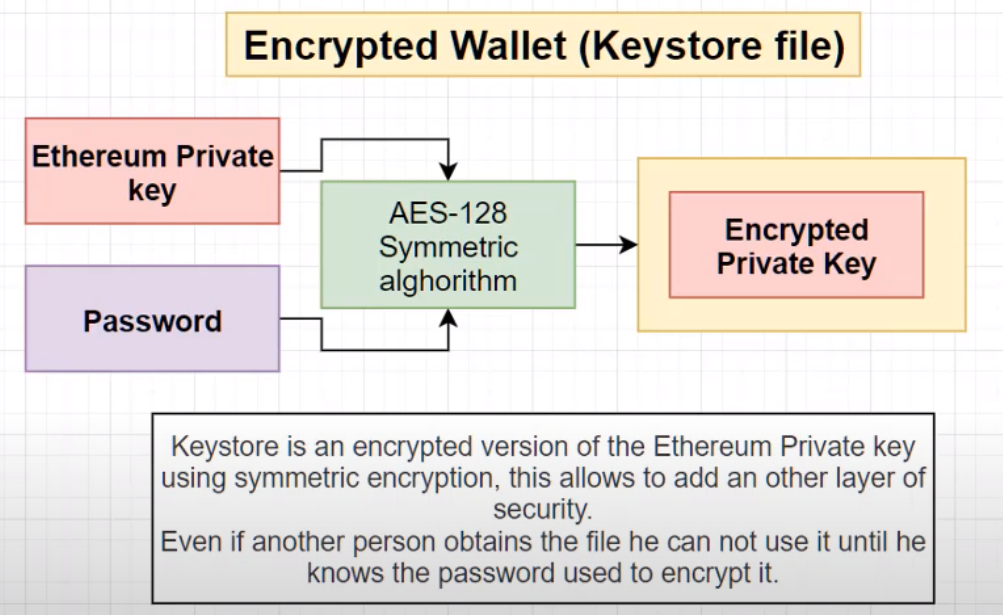 Encrypted Wallet (Keystore file)
Ethereum Private
key
Password
AES-128
Symmetric
alghorithm
Encrypted
Private Key
Keystore is an encrypted version of the Ethereum Private key
using symmetric encryption, this allows to add an other layer of
security.
Even if another person obtains the file he can not use it until he
knows the password used to encrypt it.